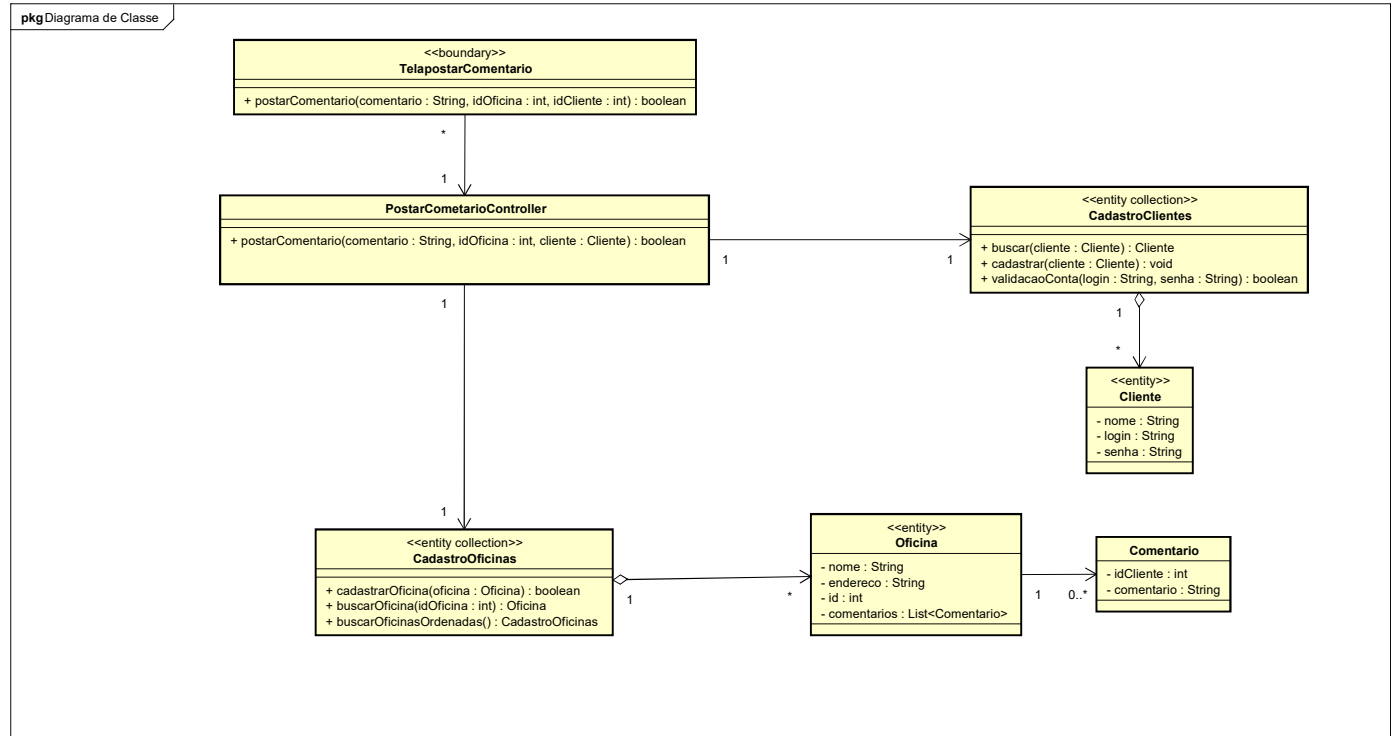 pkg Diagrama de Classe
<<boundary>>
TelapostarComentario
+ postarComentario(comentario : String, idOficina : int, idCliente : int) : boolean
*
1
PostarCometarioController
+ postarComentario(comentario : String, idOficina : int, cliente : Cliente) : boolean
1
1
<<entity collection>>
CadastroClientes
+ buscar(cliente : Cliente) : Cliente
+ cadastrar(cliente : Cliente) : void
+ validacaoConta(login : String, senha : String) : boolean
1
*
<<entity>>
Cliente
- nome : String
- login : String
- senha : String
1
1
<<entity collection>>
CadastroOficinas
+ cadastrarOficina(oficina : Oficina) : boolean
+ buscarOficina(idOficina : int) : Oficina
+ buscarOficinasOrdenadas() : CadastroOficinas
1
*
<<entity>>
Oficina
- nome : String
- endereco : String
- id : int
- comentarios : List<Comentario>
1
0..*
Comentario
- idCliente : int
- comentario : String